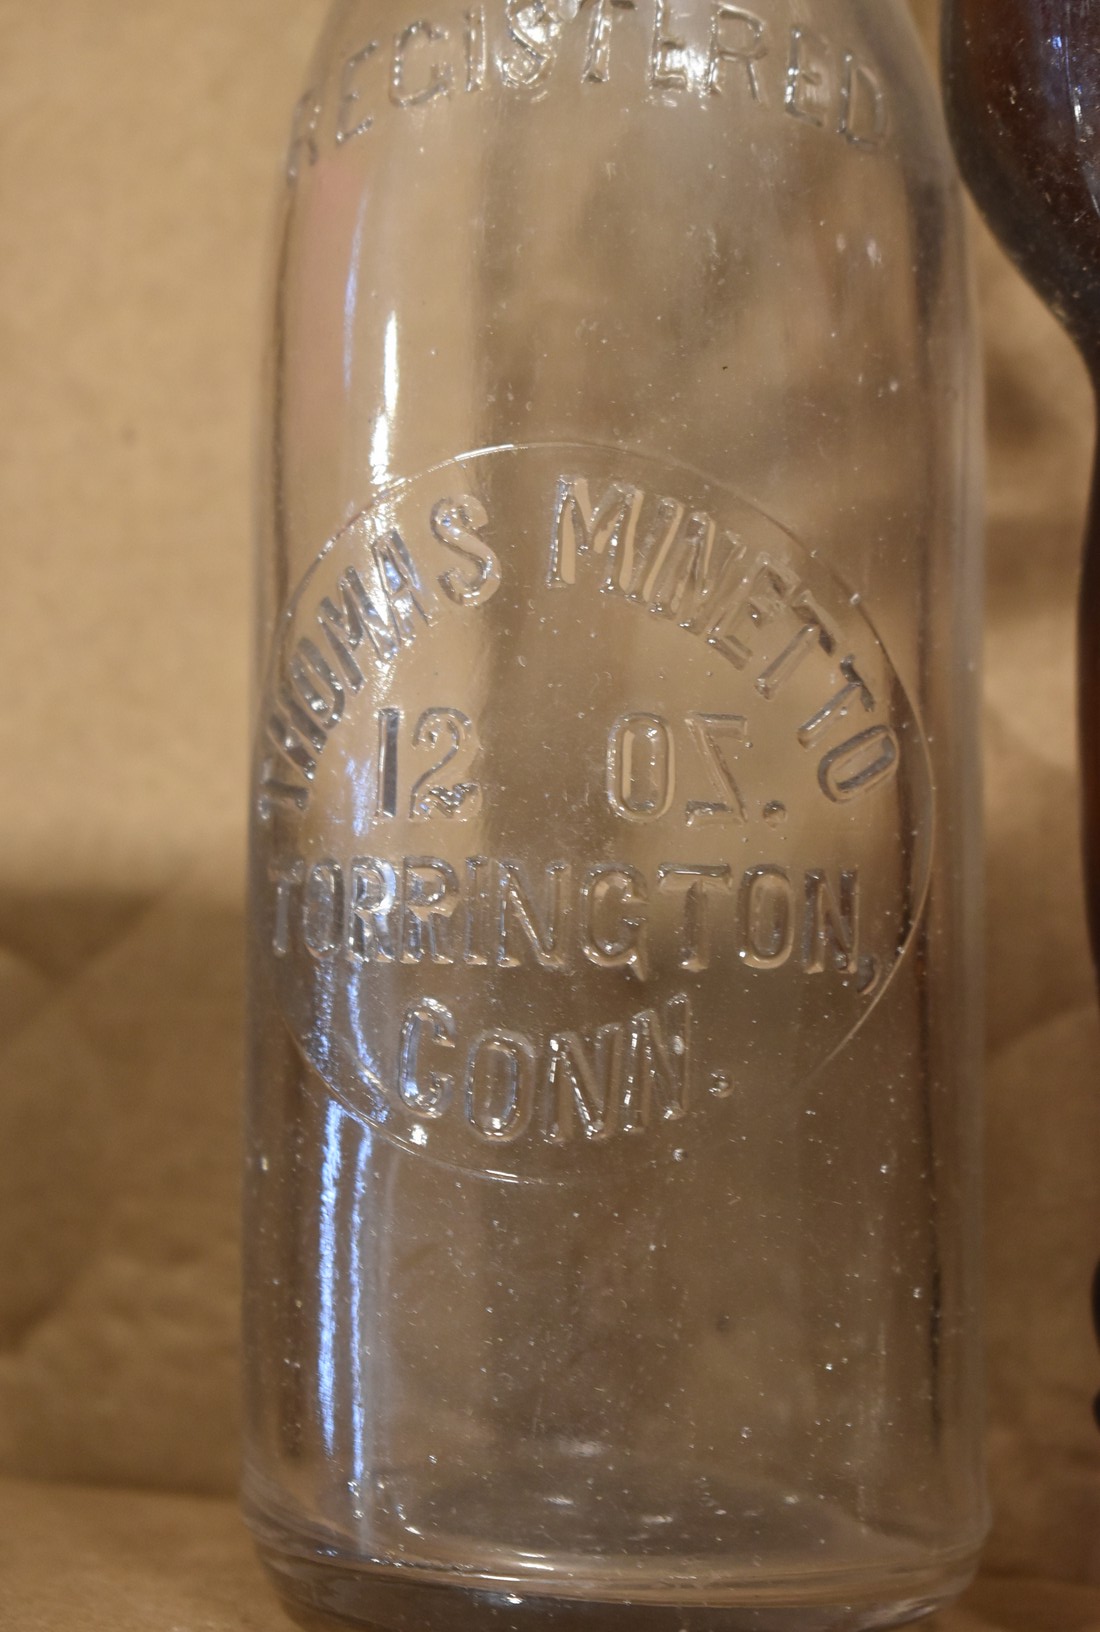 REGISTERED
THOMAS MINETTO
12 OZ.
TORRINGTON,
CONN.